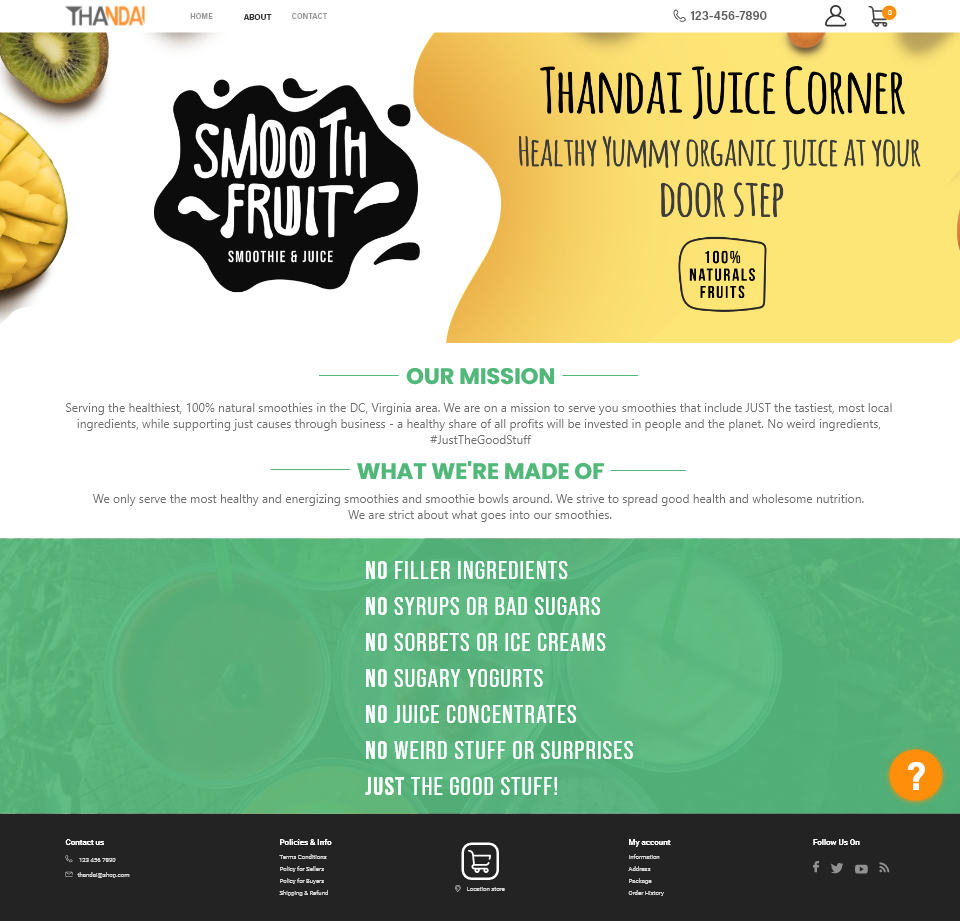 THANDAI
HOME ABOUT CONTACT
123-456-7890
0
SMOOTH
FRUIT
SMOOTHIE & JUICE
THANDAI JUICE CORNER
HEALTHY YUMMY ORGANIC JUICE AT YOUR
DOOR STEP
100%
NATURALS
FRUITS
OUR MISSION
Serving the healthiest, 100% natural smoothies in the DC, Virginia area. We are on a mission to serve you smoothies that include JUST the tastiest, most local
ingredients, while supporting just causes through business - a healthy share of all profits will be invested in people and the planet. No weird ingredients,
#JustTheGoodStuff
WHAT WE'RE MADE OF
We only serve the most healthy and energizing smoothies and smoothie bowls around. We strive to spread good health and wholesome nutrition.
We are strict about what goes into our smoothies.
NO FILLER INGREDIENTS
NO SYRUPS OR BAD SUGARS
NO SORBETS OR ICE CREAMS
NO SUGARY YOGURTS
NO JUICE CONCENTRATES
NO WEIRD STUFF OR SURPRISES
JUST THE GOOD STUFF!
?
Contact us
123 456 7890
thandai@shop.com
Policies & Info
Terms Conditions
Policy for Sellers
Policy for Buyers
Shipping & Refund
Location store
My account
Information
Address
Package
Order History
Follow Us On